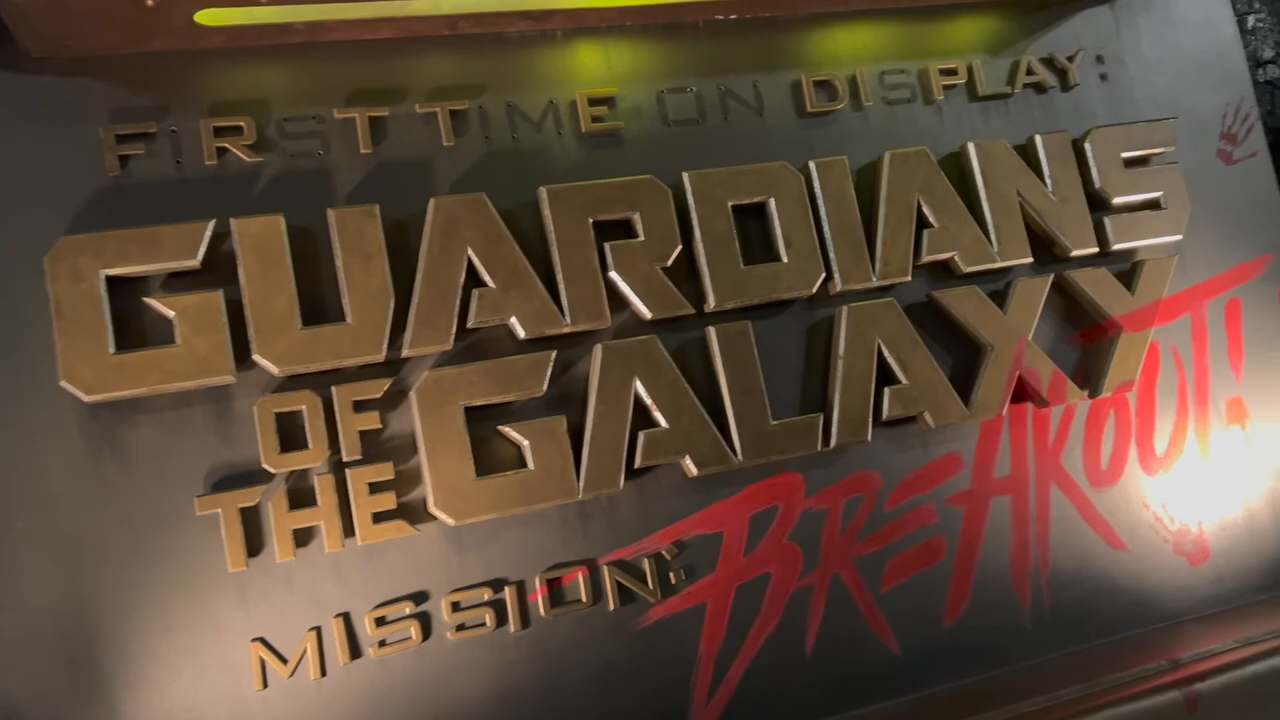 FIRST TIME ON DISPLAY:
GUARDIANS
OF THE GALAXY
MISSION: BREAKOUT!